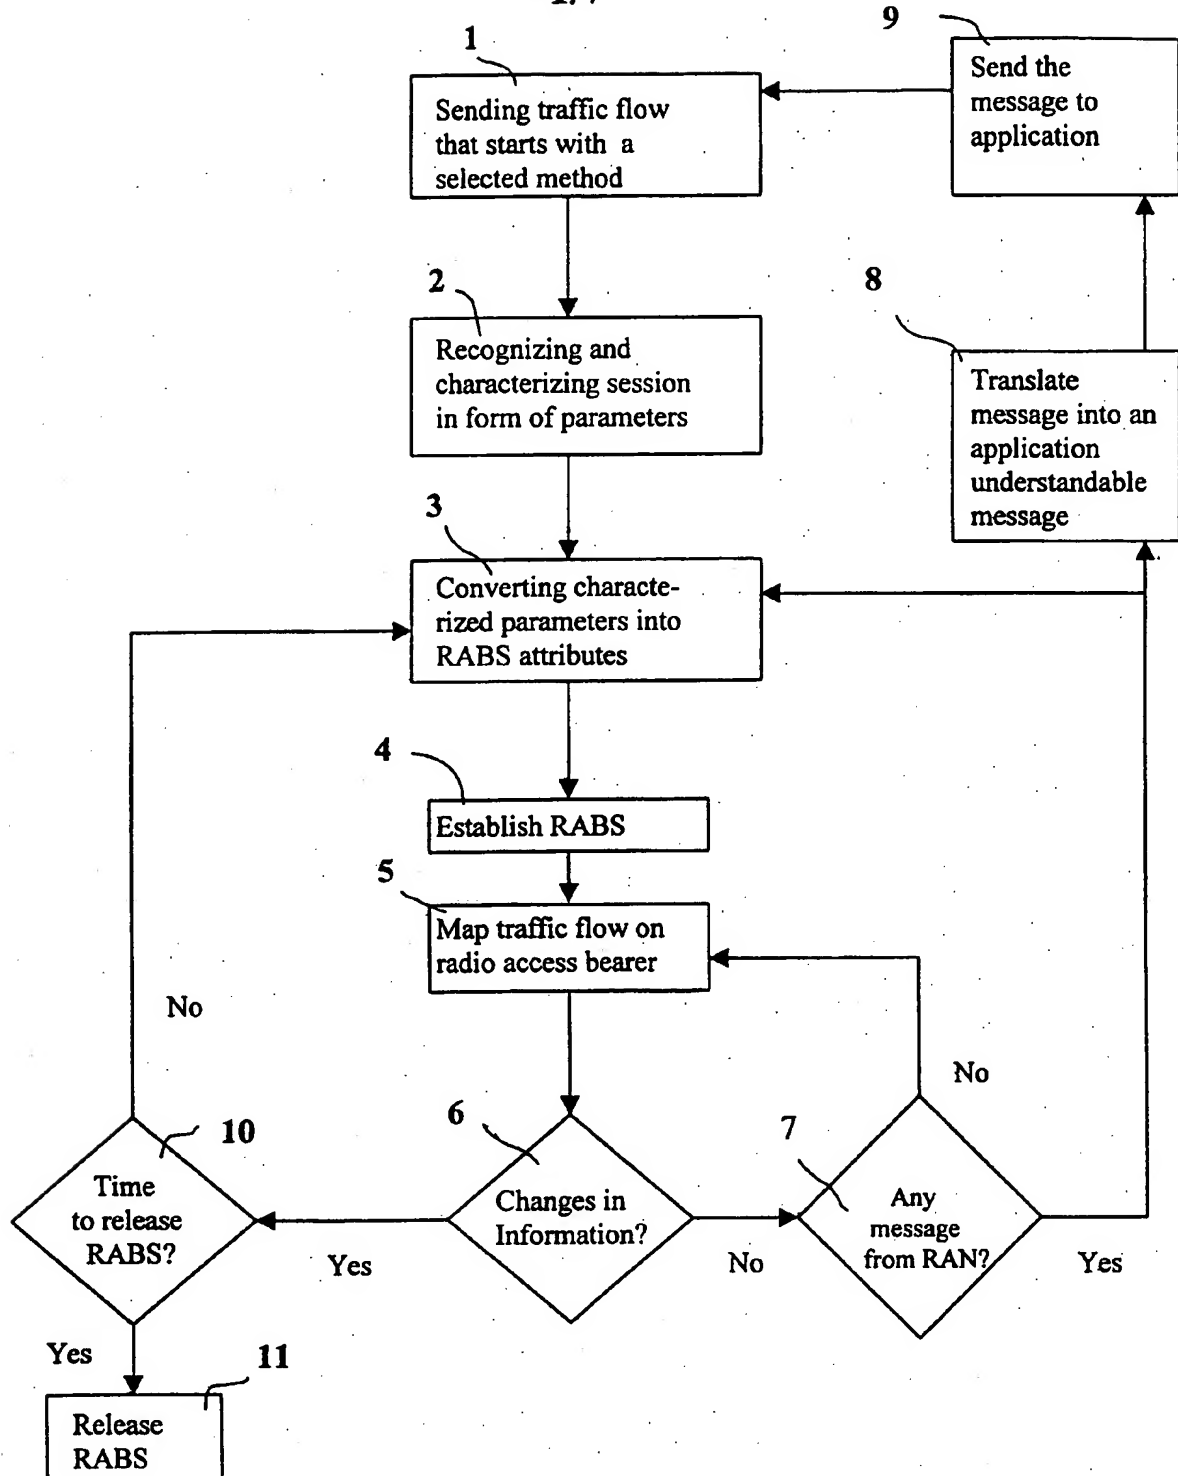 9
1
Send the
message to
application
Sending traffic flow
that starts with a
selected method
2
8
Recognizing and
characterizing session
in form of parameters
Translate
message into an
application
understandable
message
3
Converting characte-
rized parameters into
RABS attributes
4
Establish RABS
5
Map traffic flow on
radio access bearer
No
No
6
7
10
Time
to release
RABS?
Changes in
Information?
Any
message
from RAN?
Yes
No
Yes
Yes
11
Release
RABS